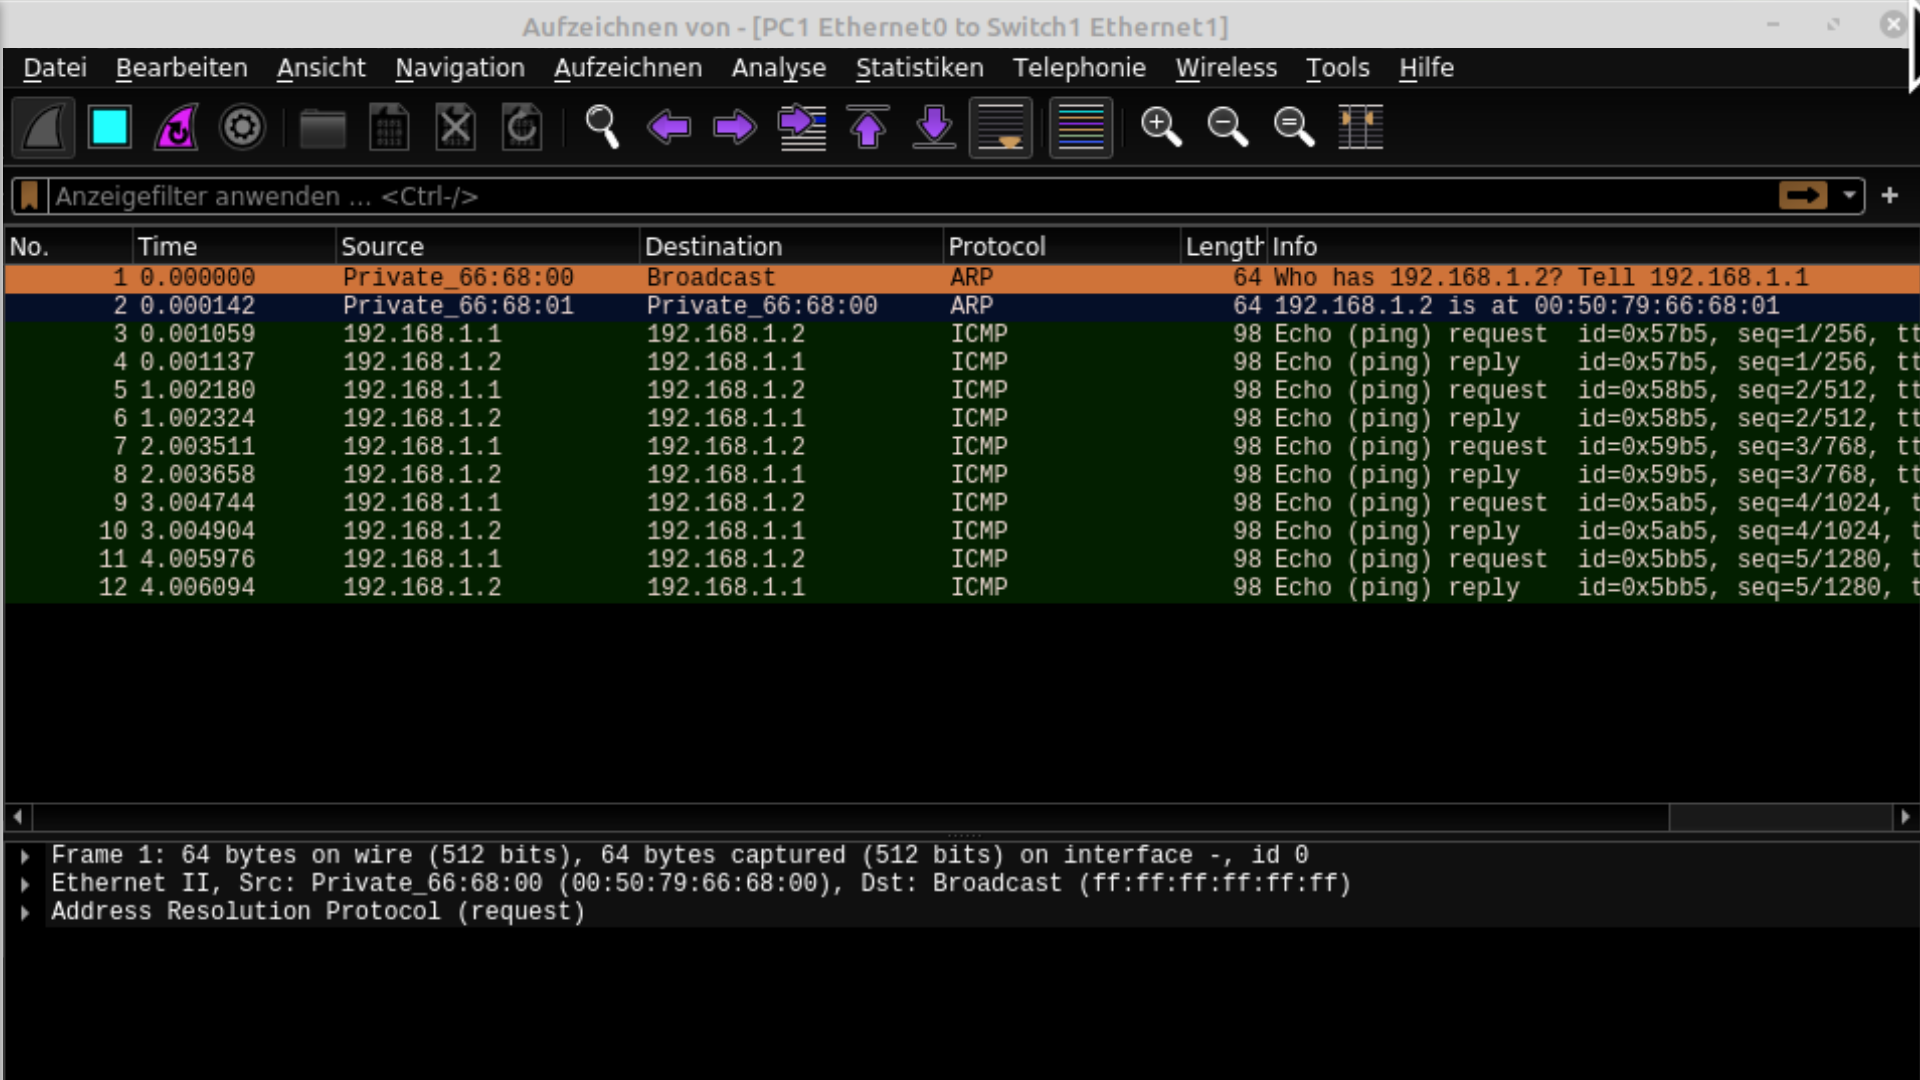 Aufzeichnen von - [PC1 Ethernet0 to Switch1 Ethernet1]
Datei Bearbeiten Ansicht Navigation Aufzeichnen Analyse Statistiken Telephonie Wireless Tools Hilfe
Anzeigefilter anwenden ... <Ctrl-/>
No. Time Source Destination Protocol Length Info
1 0.000000 Private_66:68:00 Broadcast ARP 64 Who has 192.168.1.2? Tell 192.168.1.1
2 0.000142 Private_66:68:01 Private_66:68:00 ARP 64 192.168.1.2 is at 00:50:79:66:68:01
3 0.001059 192.168.1.1 192.168.1.2 ICMP 98 Echo (ping) request id=0x57b5, seq=1/256, tt
4 0.001137 192.168.1.2 192.168.1.1 ICMP 98 Echo (ping) reply id=0x57b5, seq=1/256, tt
5 1.002180 192.168.1.1 192.168.1.2 ICMP 98 Echo (ping) request id=0x58b5, seq=2/512, tt
6 1.002324 192.168.1.2 192.168.1.1 ICMP 98 Echo (ping) reply id=0x58b5, seq=2/512, tt
7 2.003511 192.168.1.1 192.168.1.2 ICMP 98 Echo (ping) request id=0x59b5, seq=3/768, tt
8 2.003658 192.168.1.2 192.168.1.1 ICMP 98 Echo (ping) reply id=0x59b5, seq=3/768, tt
9 3.004744 192.168.1.1 192.168.1.2 ICMP 98 Echo (ping) request id=0x5ab5, seq=4/1024, t
10 3.004904 192.168.1.2 192.168.1.1 ICMP 98 Echo (ping) reply id=0x5ab5, seq=4/1024, t
11 4.005976 192.168.1.1 192.168.1.2 ICMP 98 Echo (ping) request id=0x5bb5, seq=5/1280, t
12 4.006094 192.168.1.2 192.168.1.1 ICMP 98 Echo (ping) reply id=0x5bb5, seq=5/1280, t
Frame 1: 64 bytes on wire (512 bits), 64 bytes captured (512 bits) on interface -, id 0
Ethernet II, Src: Private_66:68:00 (00:50:79:66:68:00), Dst: Broadcast (ff:ff:ff:ff:ff:ff)
Address Resolution Protocol (request)